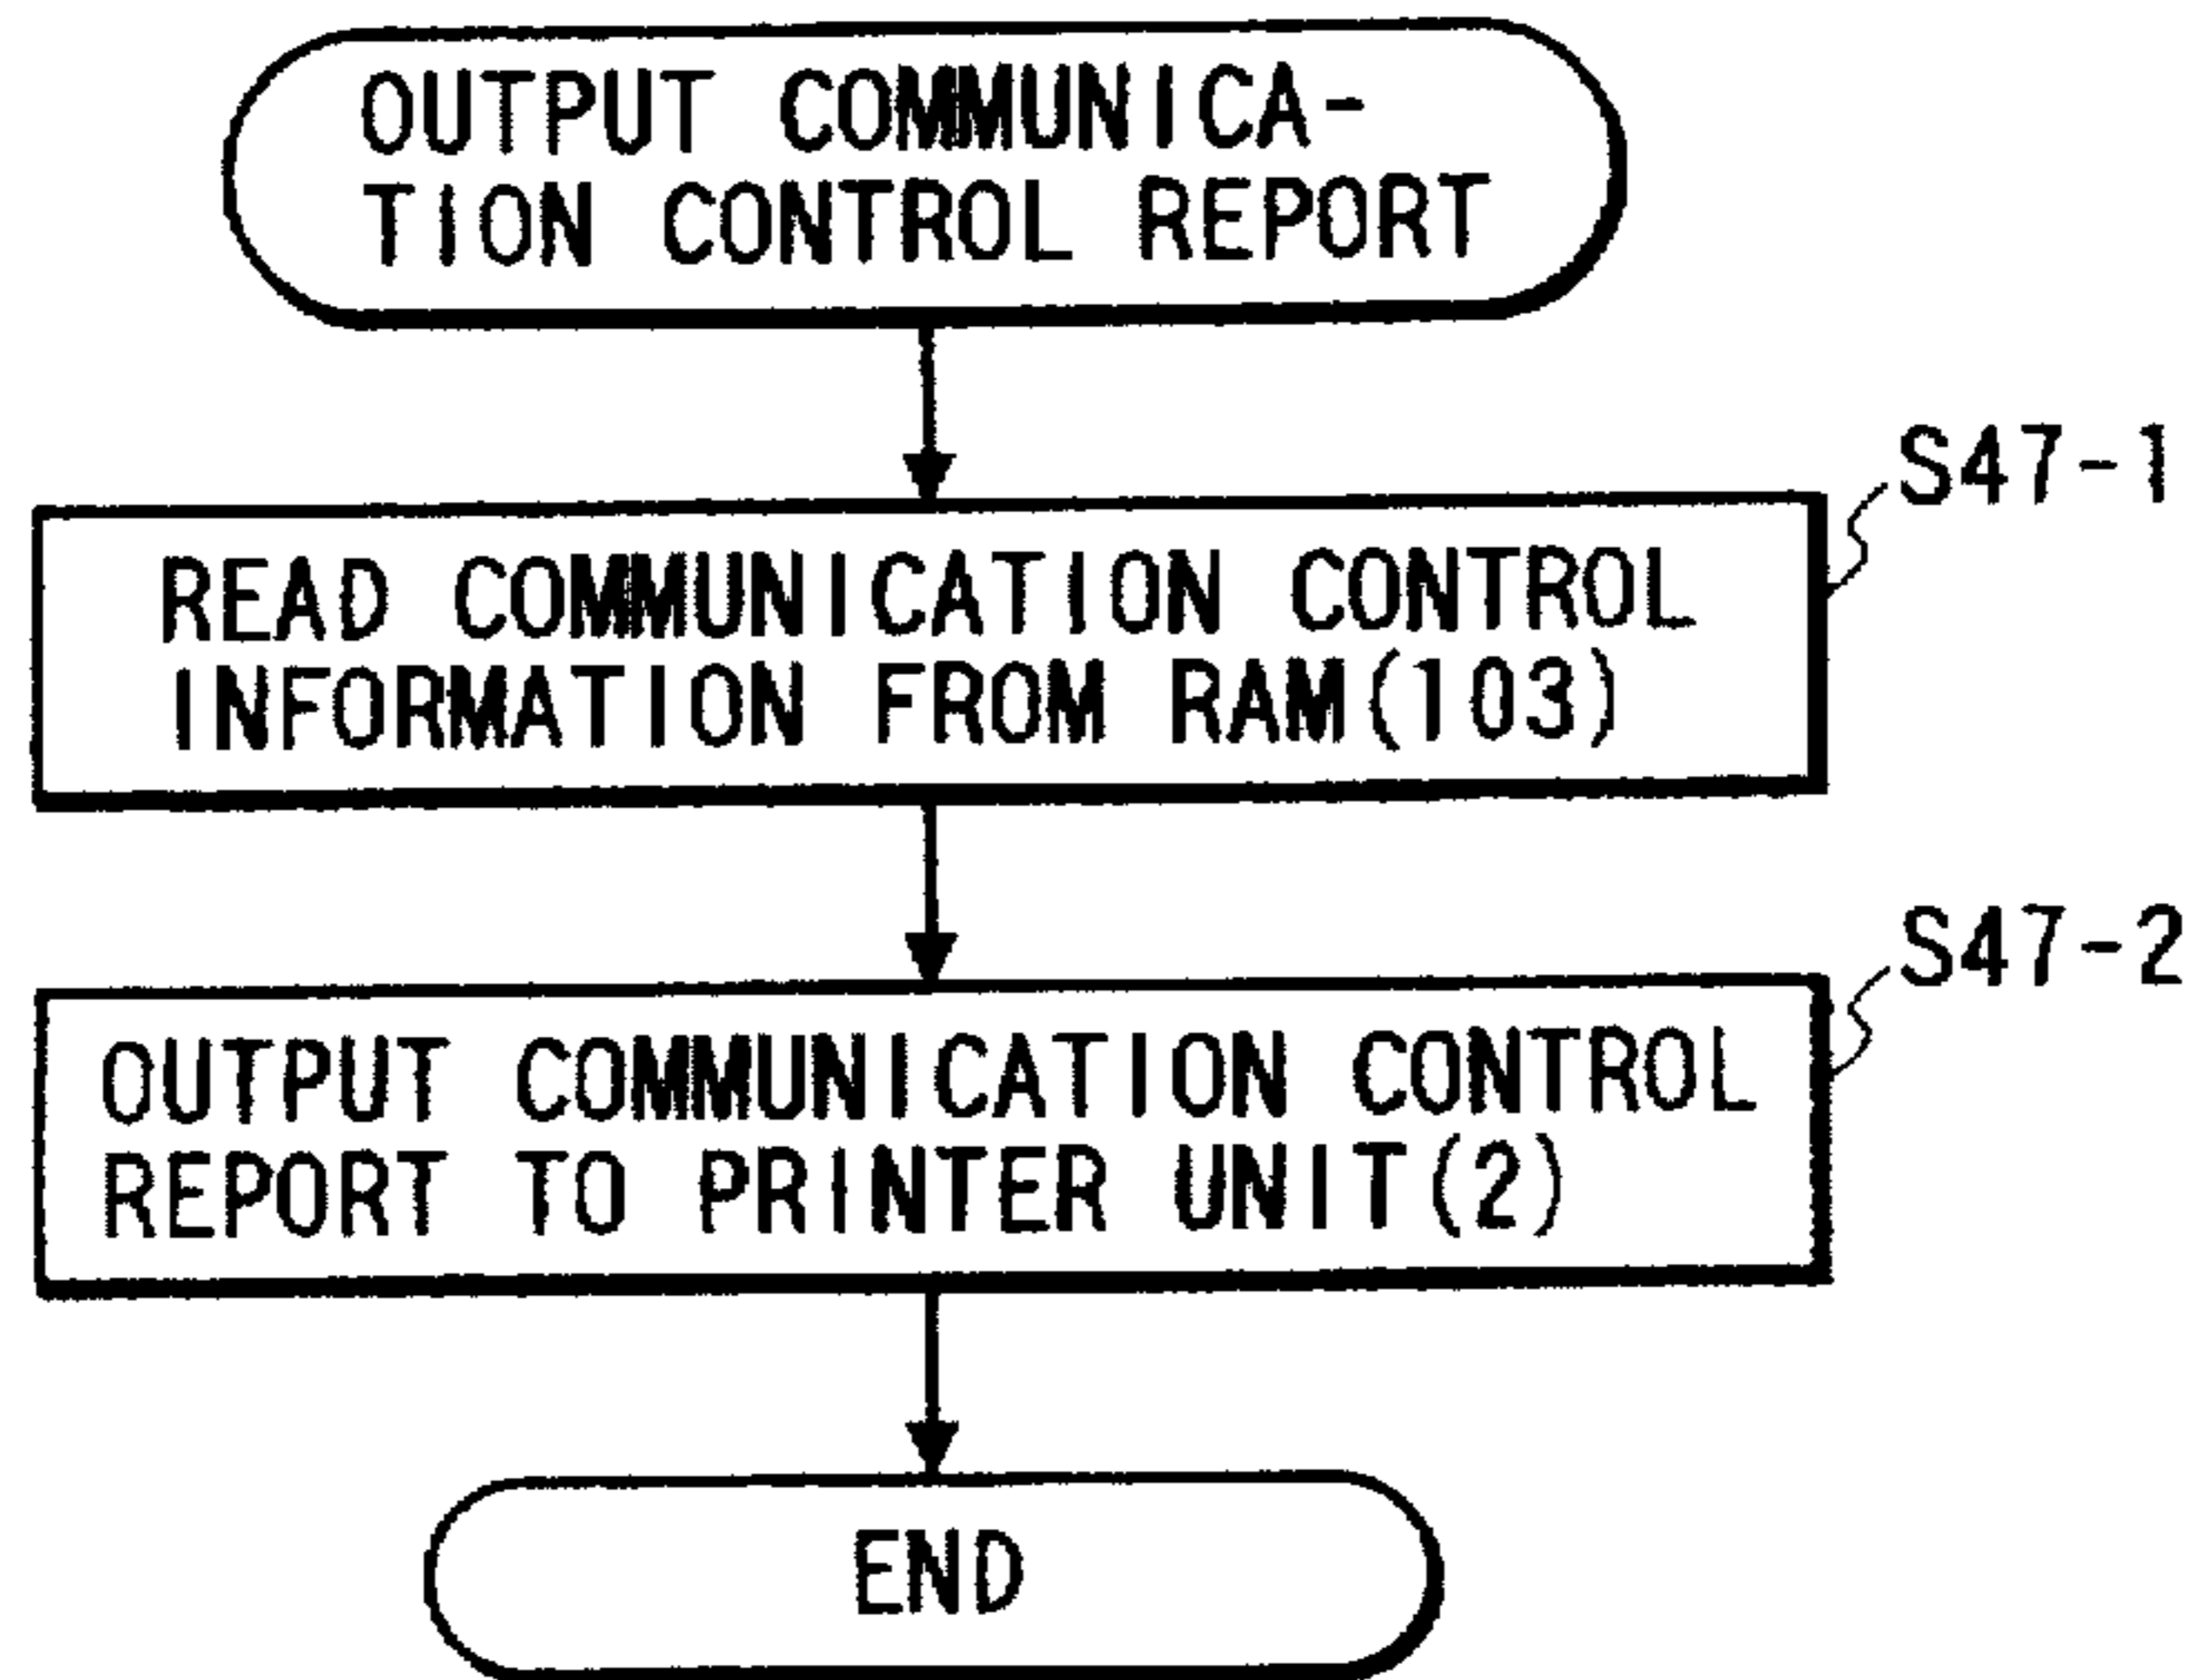 OUTPUT COMMUNICA-
TION CONTROL REPORT
S47-1
READ COMMUNICATION CONTROL
INFORMATION FROM RAM(103)
S47-2
OUTPUT COMMUNICATION CONTROL
REPORT TO PRINTER UNIT(2)
END